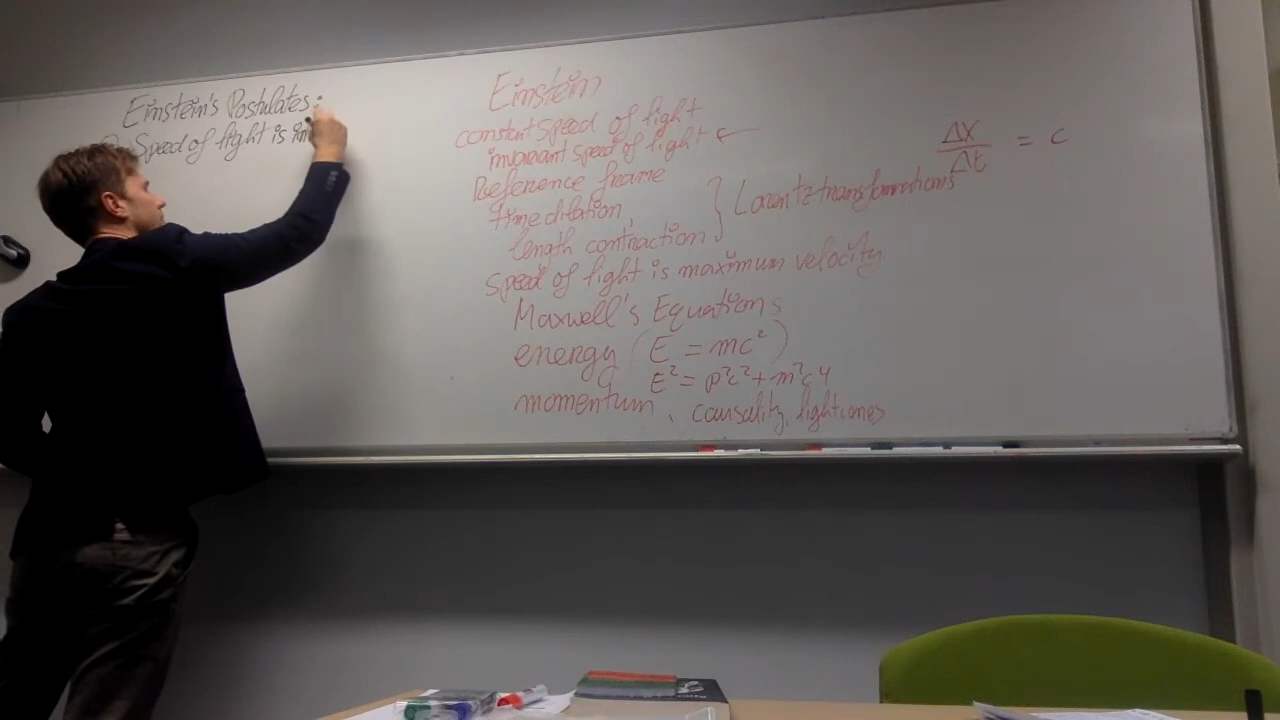 Einstein's Postulates:
Speed of light is in
Einstein
constant speed of light
invariant speed of light
Reference frame
time dilation,
length contraction
} Lorentz transformations
speed of light is maximum velocity
Maxwell's Equations
energy (E = mc²)
E² = p²c² + m²c4
momentum, causality, lightcones
Δx
Δt = c